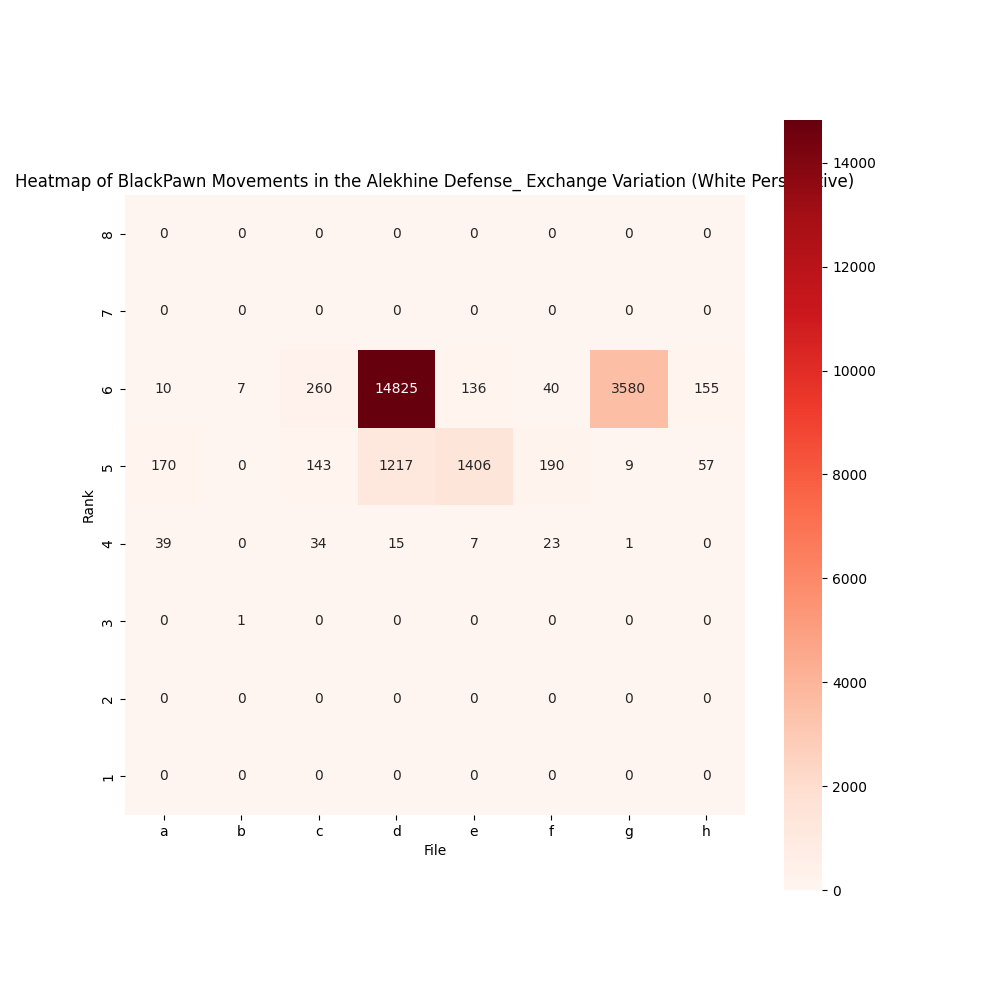 Heatmap of BlackPawn Movements in the Alekhine Defense_ Exchange Variation (White Perspective)
14000
12000
10000
8000
6000
4000
2000
0
Rank
8 0 0 0 0 0 0 0 0
7 0 0 0 0 0 0 0 0
6 10 7 260 14825 136 40 3580 155
5 170 0 143 1217 1406 190 9 57
4 39 0 34 15 7 23 1 0
3 0 1 0 0 0 0 0 0
2 0 0 0 0 0 0 0 0
1 0 0 0 0 0 0 0 0
a b c d e f g h
File